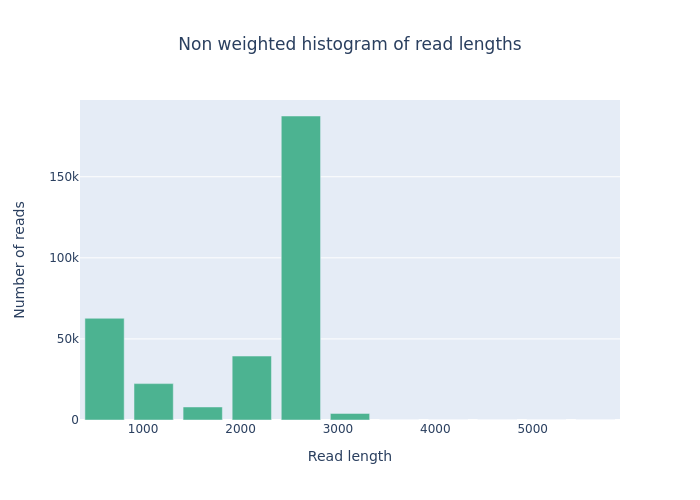 Non weighted histogram of read lengths
Number of reads
150k
100k
50k
0
1000 2000 3000 4000 5000
Read length